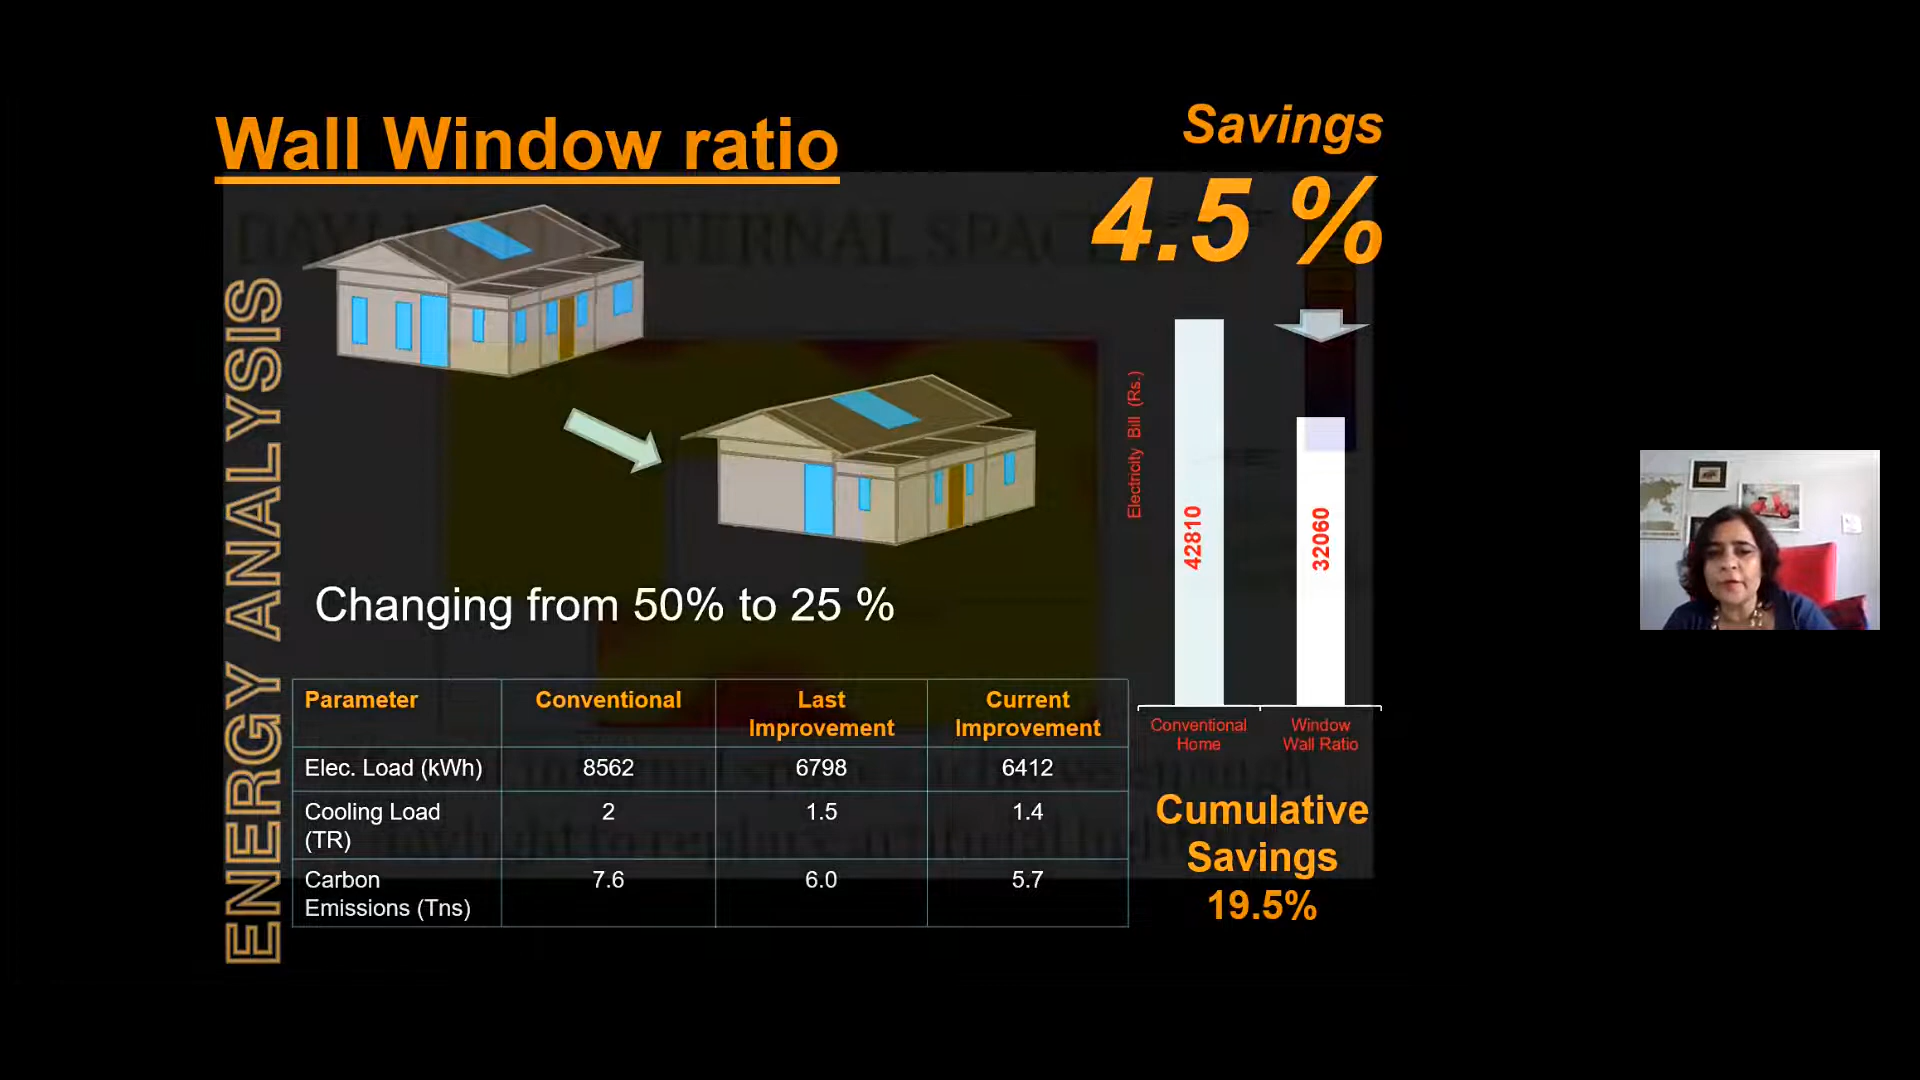 Wall Window ratio
Savings
4.5 %
ENERGY ANALYSIS
Changing from 50% to 25 %
Electricity Bill (Rs.)
42810
32060
Conventional
Home
Window
Wall Ratio
Parameter Conventional Last
Improvement Current
Improvement
Elec. Load (kWh) 8562 6798 6412
Cooling Load
(TR) 2 1.5 1.4
Carbon
Emissions (Tns) 7.6 6.0 5.7
Cumulative
Savings
19.5%